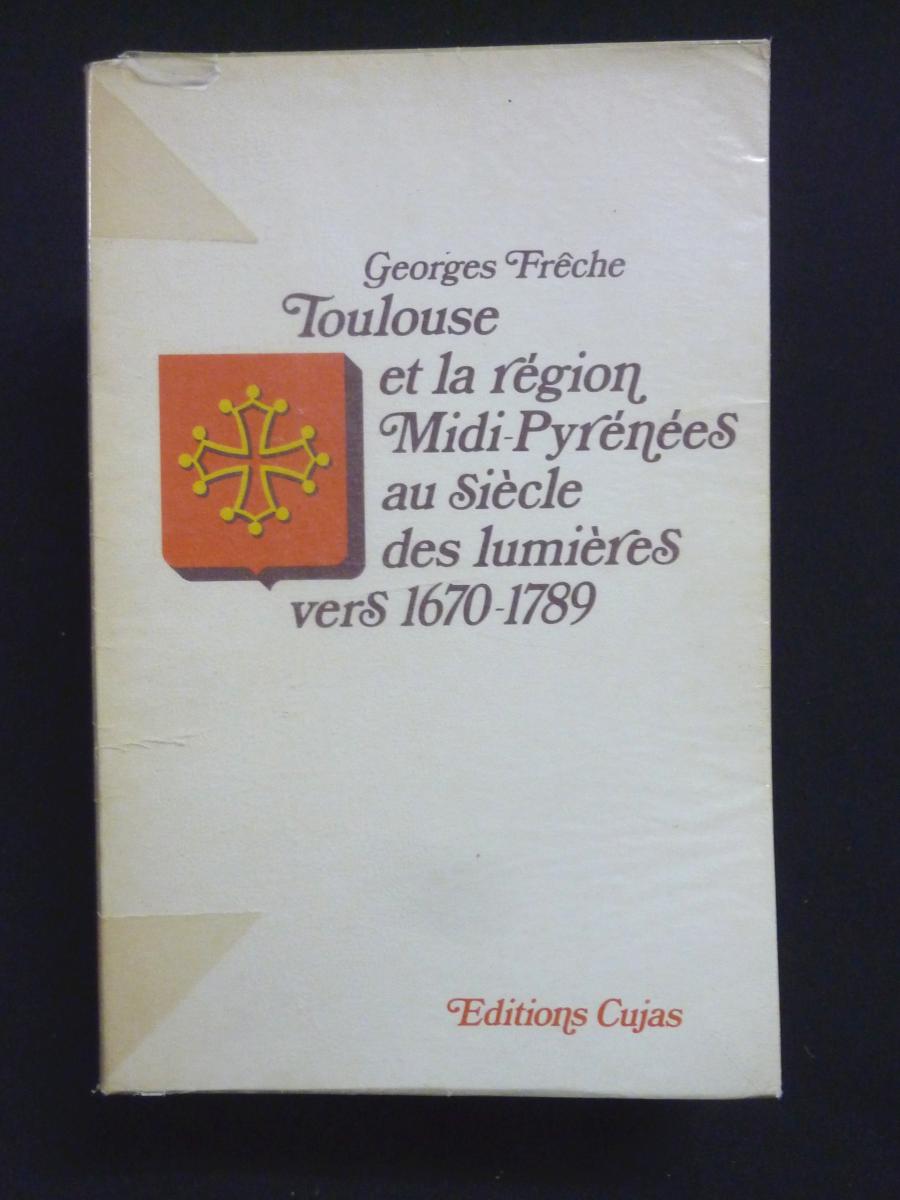 Georges Frêche
Toulouse
et la région
Midi-Pyrénées
au siècle
des lumières
vers 1670-1789
Editions Cujas